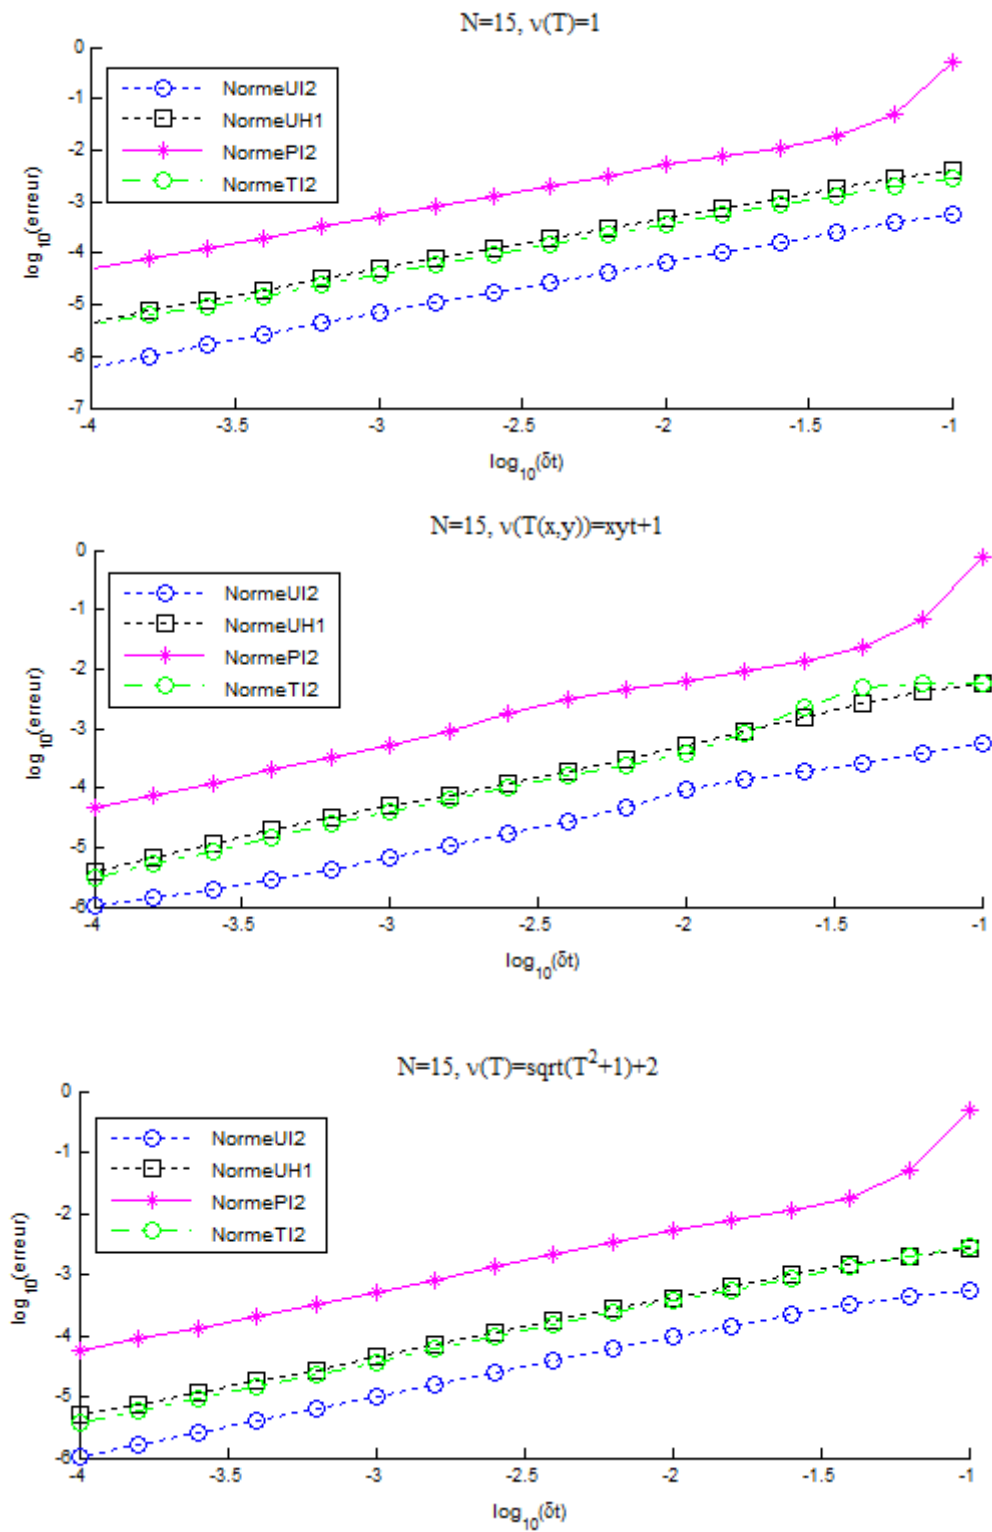 N=15, ν(T)=1
0
-1
-2
-3
-4
-5
-6
-7
log10(erreur)
NormeUl2
NormeUH1
NormePl2
NormeTl2
-4
-3.5
-3
-2.5
-2
-1.5
-1
log10(δt)
N=15, ν(T(x,y))=xyt+1
0
-1
-2
-3
-4
-5
-6
log10(erreur)
NormeUl2
NormeUH1
NormePl2
NormeTl2
-4
-3.5
-3
-2.5
-2
-1.5
-1
log10(δt)
N=15, ν(T)=sqrt(T²+1)+2
0
-1
-2
-3
-4
-5
-6
log10(erreur)
NormeUl2
NormeUH1
NormePl2
NormeTl2
-4
-3.5
-3
-2.5
-2
-1.5
-1
log10(δt)